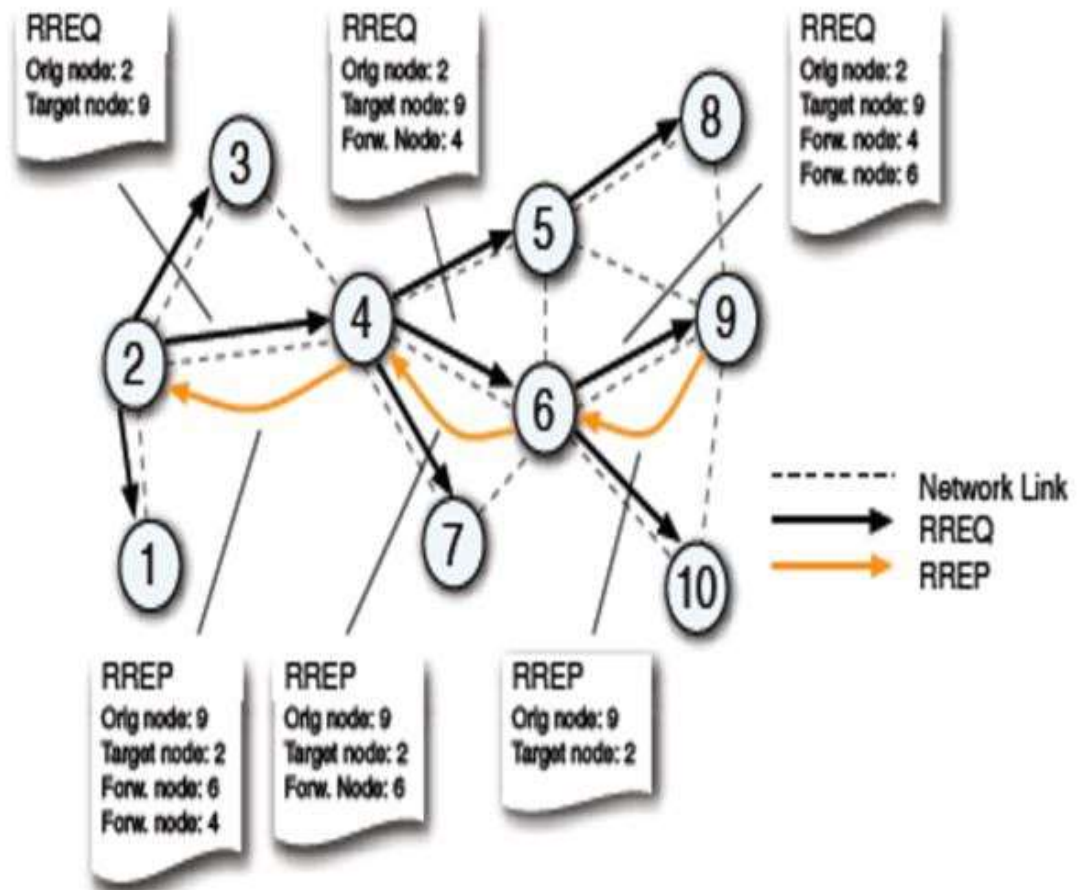 RREQ
Orig node: 2
Target node: 9
RREQ
Orig node: 2
Target node: 9
Forw. Node: 4
RREQ
Orig node: 2
Target node: 9
Forw. node: 4
Forw. node: 6
3
8
5
4
9
2
6
7
1
10
Network Link
RREQ
RREP
RREP
Orig node: 9
Target node: 2
Forw. node: 6
Forw. node: 4
RREP
Orig node: 9
Target node: 2
Forw. Node: 6
RREP
Orig node: 9
Target node: 2